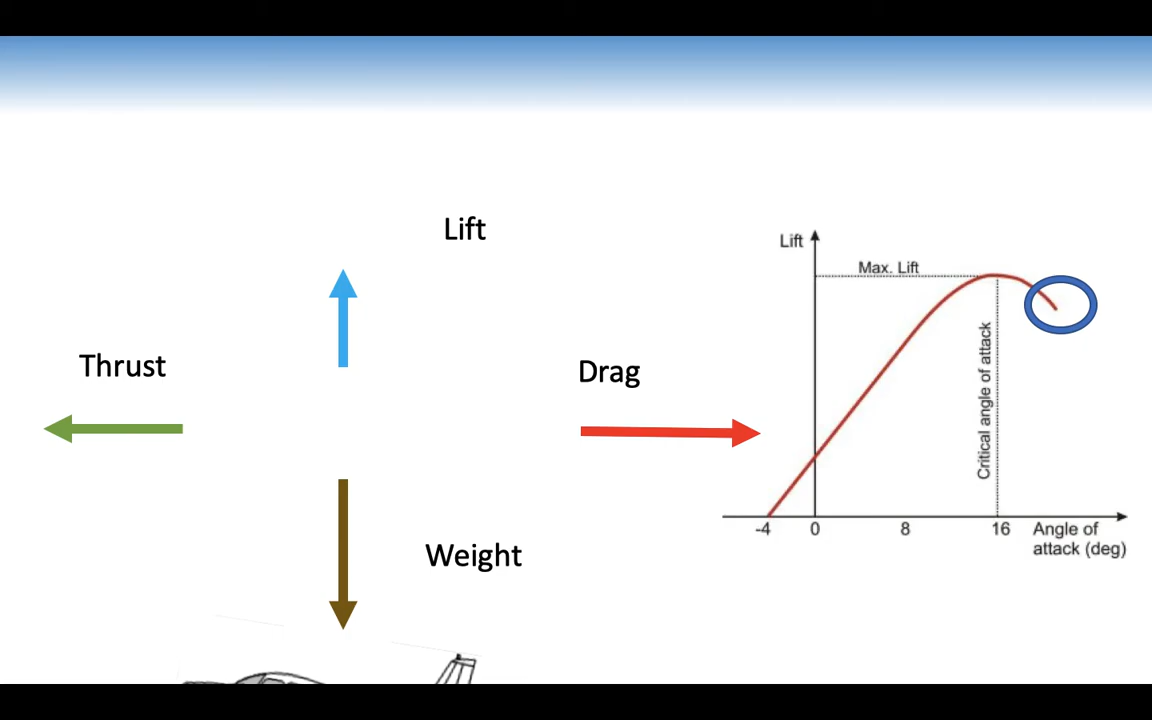 Lift
Thrust
Drag
Weight
Lift
Max. Lift
Critical angle of attack
-4 0 8 16 Angle of
attack (deg)